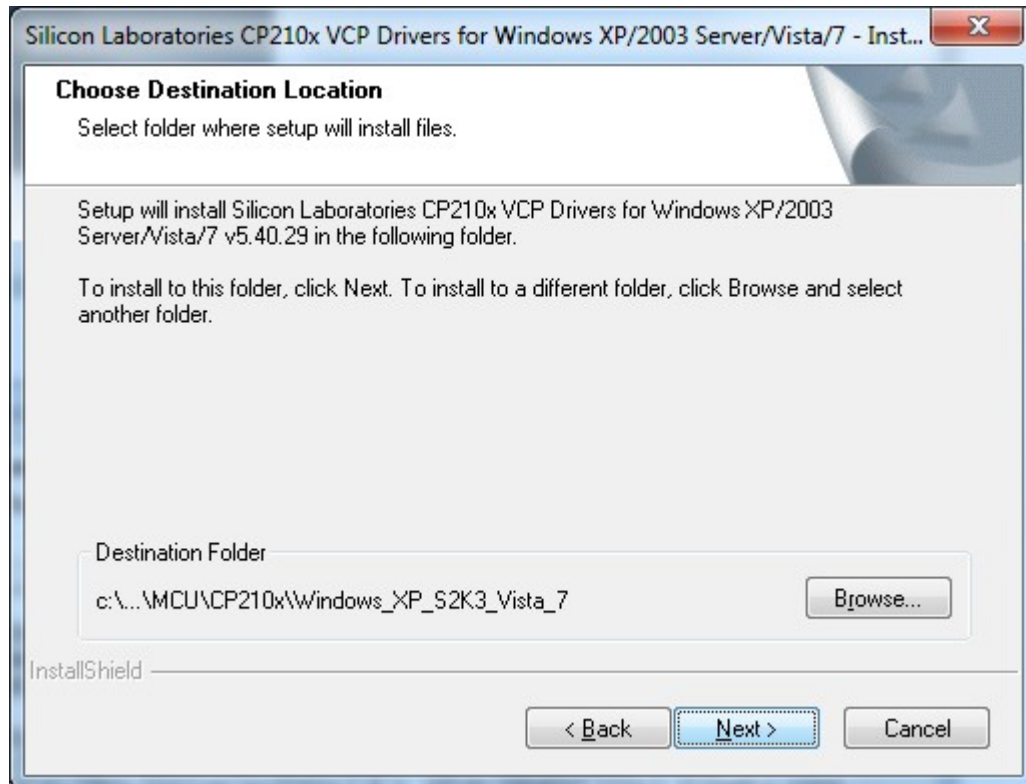 Silicon Laboratories CP210x VCP Drivers for Windows XP/2003 Server/Vista/7 - Inst...
Choose Destination Location
Select folder where setup will install files.
Setup will install Silicon Laboratories CP210x VCP Drivers for Windows XP/2003
Server/Vista/7 v5.40.29 in the following folder.
To install to this folder, click Next. To install to a different folder, click Browse and select
another folder.
Destination Folder
c:\...\MCU\CP210x\Windows_XP_S2K3_Vista_7
Browse...
InstallShield
< Back
Next >
Cancel